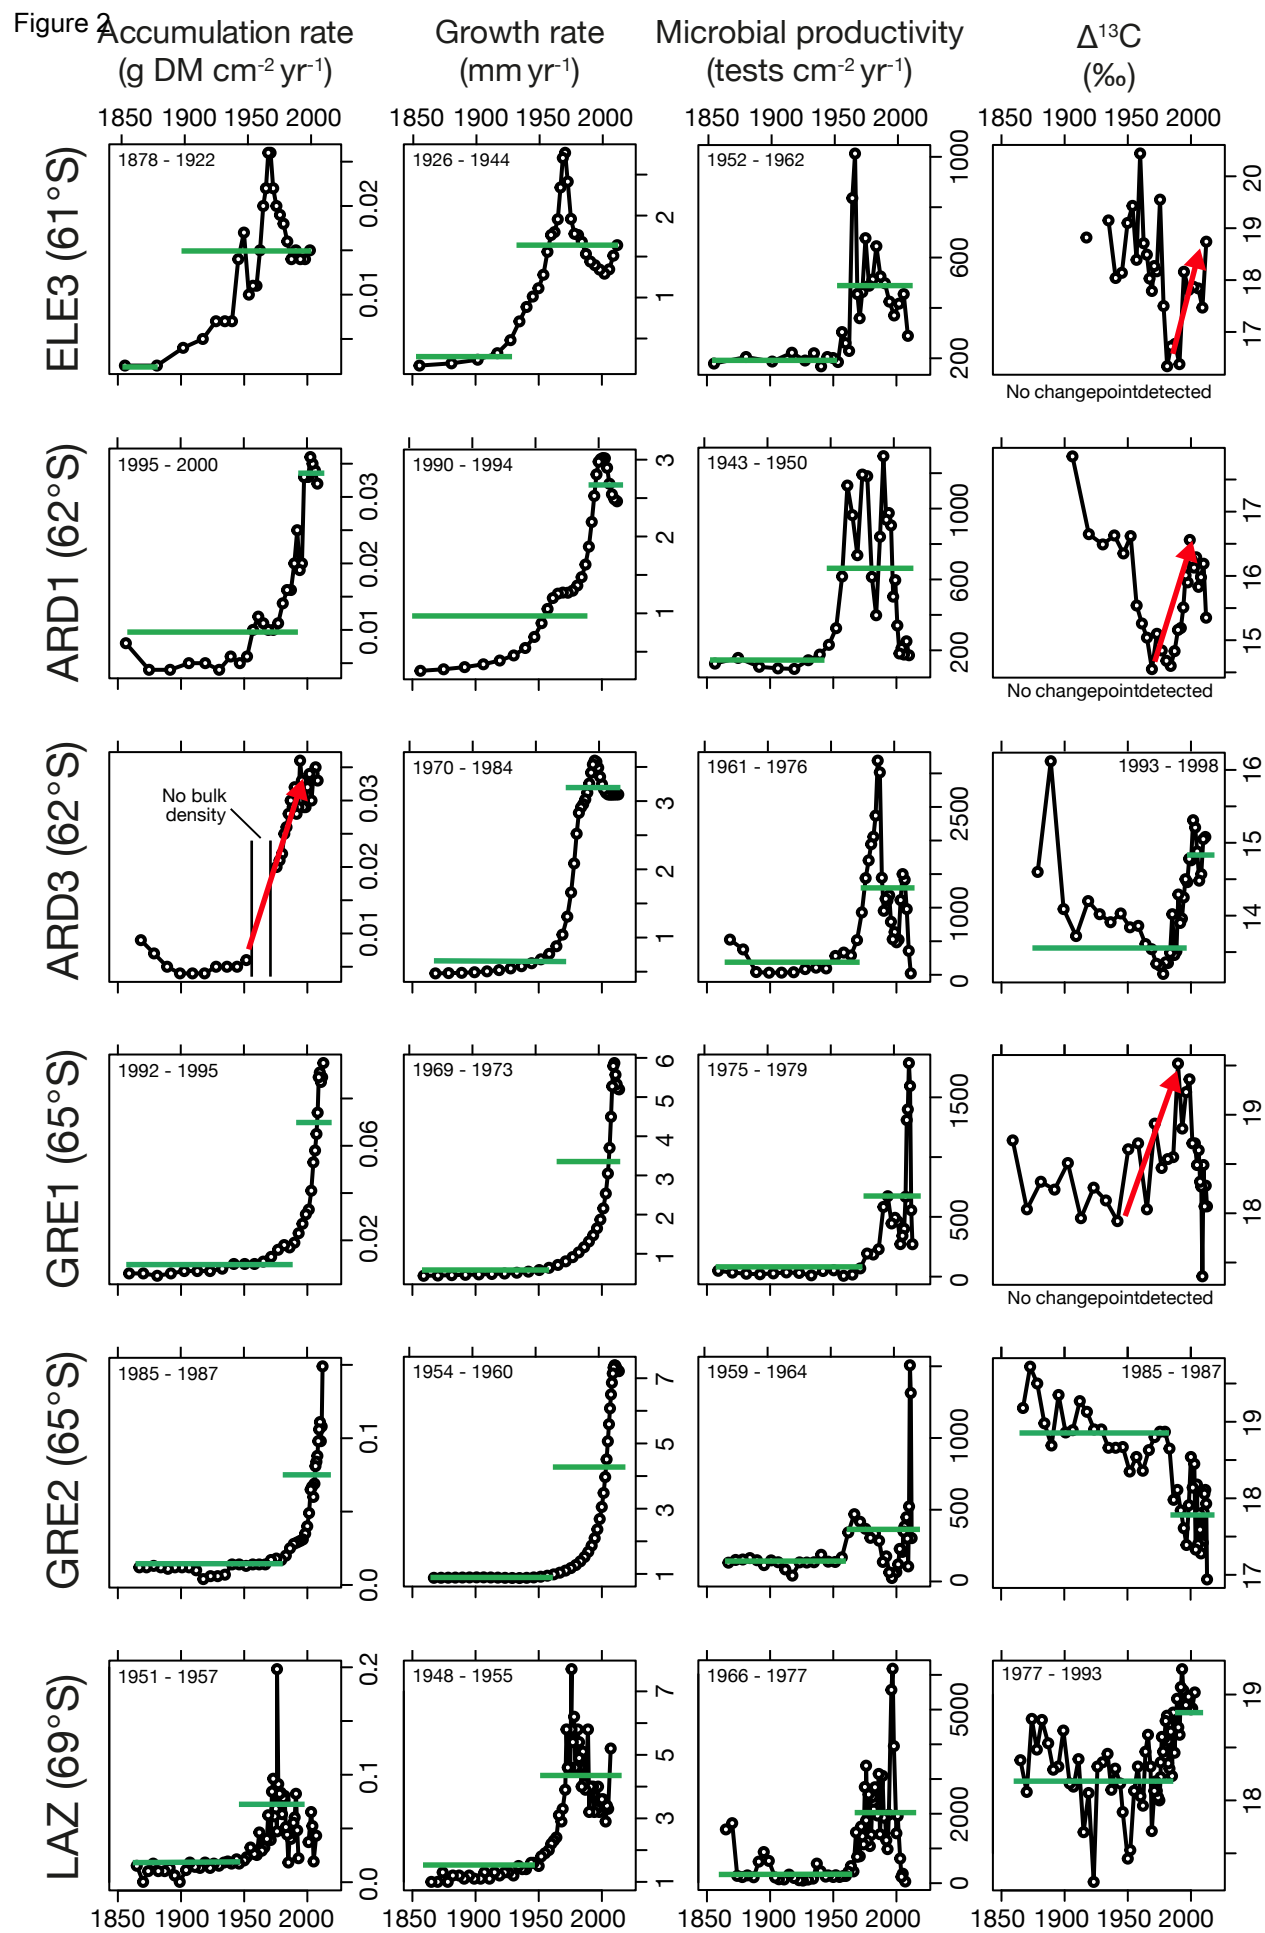 Figure 2
Accumulation rate
(g DM cm-2 yr-1)
Growth rate
(mm yr-1)
Microbial productivity
(tests cm-2 yr-1)
Δ13C
(‰)
1850 1900 1950 2000
1850 1900 1950 2000
1850 1900 1950 2000
1850 1900 1950 2000
ELE3 (61°S)
1878 - 1922
0.01 0.02
1926 - 1944
1 2
1952 - 1962
200 600 1000
17 18 19 20
No changepointdetected
ARD1 (62°S)
1995 - 2000
0.01 0.02 0.03
1990 - 1994
1 2 3
1943 - 1950
200 600 1000
15 16 17
No changepointdetected
ARD3 (62°S)
No bulk
density
0.01 0.02 0.03
1970 - 1984
1 2 3
1961 - 1976
0 1000 2500
1993 - 1998
14 15 16
GRE1 (65°S)
1992 - 1995
0.02 0.06
1969 - 1973
1 2 3 4 5 6
1975 - 1979
0 500 1500
18 19
No changepointdetected
GRE2 (65°S)
1985 - 1987
0.0 0.1
1954 - 1960
1 3 5 7
1959 - 1964
0 500 1000
1985 - 1987
17 18 19
LAZ (69°S)
1951 - 1957
0.0 0.1 0.2
1948 - 1955
1 3 5 7
1966 - 1977
0 2000 5000
1977 - 1993
18 19
1850 1900 1950 2000
1850 1900 1950 2000
1850 1900 1950 2000
1850 1900 1950 2000